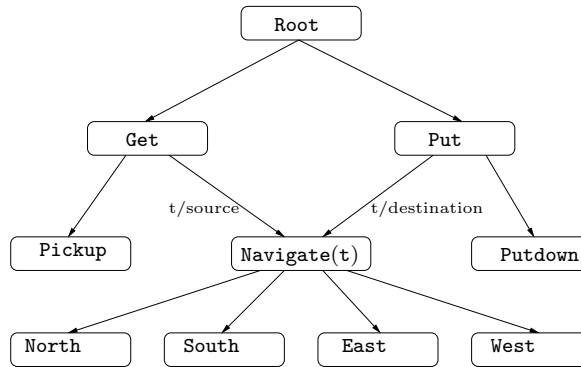 Root
Get Put
t/source t/destination
Pickup Navigate(t) Putdown
North South East West